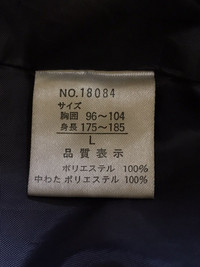 NO.18084
サイズ
胸囲 96～104
身長 175～185
L
品質表示
ポリエステル 100%
中わた ポリエステル 100%